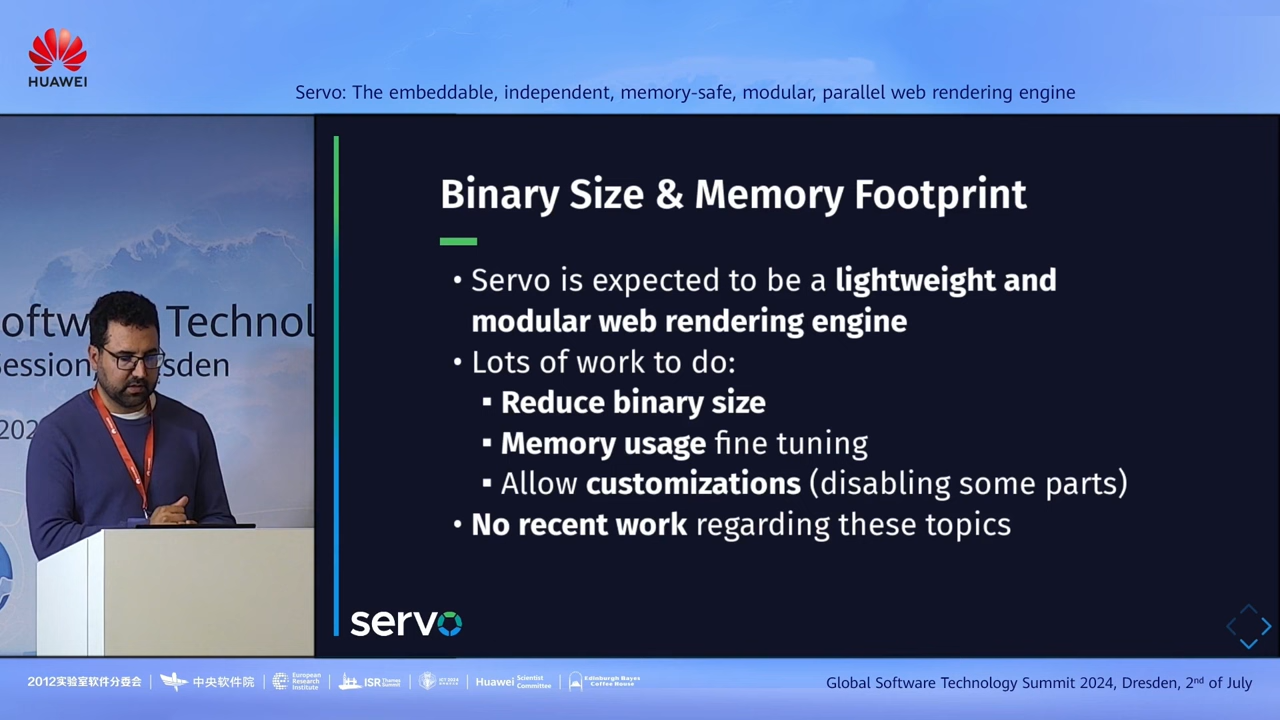 HUAWEI
Servo: The embeddable, independent, memory-safe, modular, parallel web rendering engine
oftw Technol
ession, sden
202
Binary Size & Memory Footprint
• Servo is expected to be a lightweight and
modular web rendering engine
• Lots of work to do:
▪ Reduce binary size
▪ Memory usage fine tuning
▪ Allow customizations (disabling some parts)
• No recent work regarding these topics
servo
2012实验室软件分委会 | 中央软件院 | European Research Institute | ISR | Huawei Scientist Committee | Edinburgh Bayes Coffee House
Global Software Technology Summit 2024, Dresden, 2nd of July